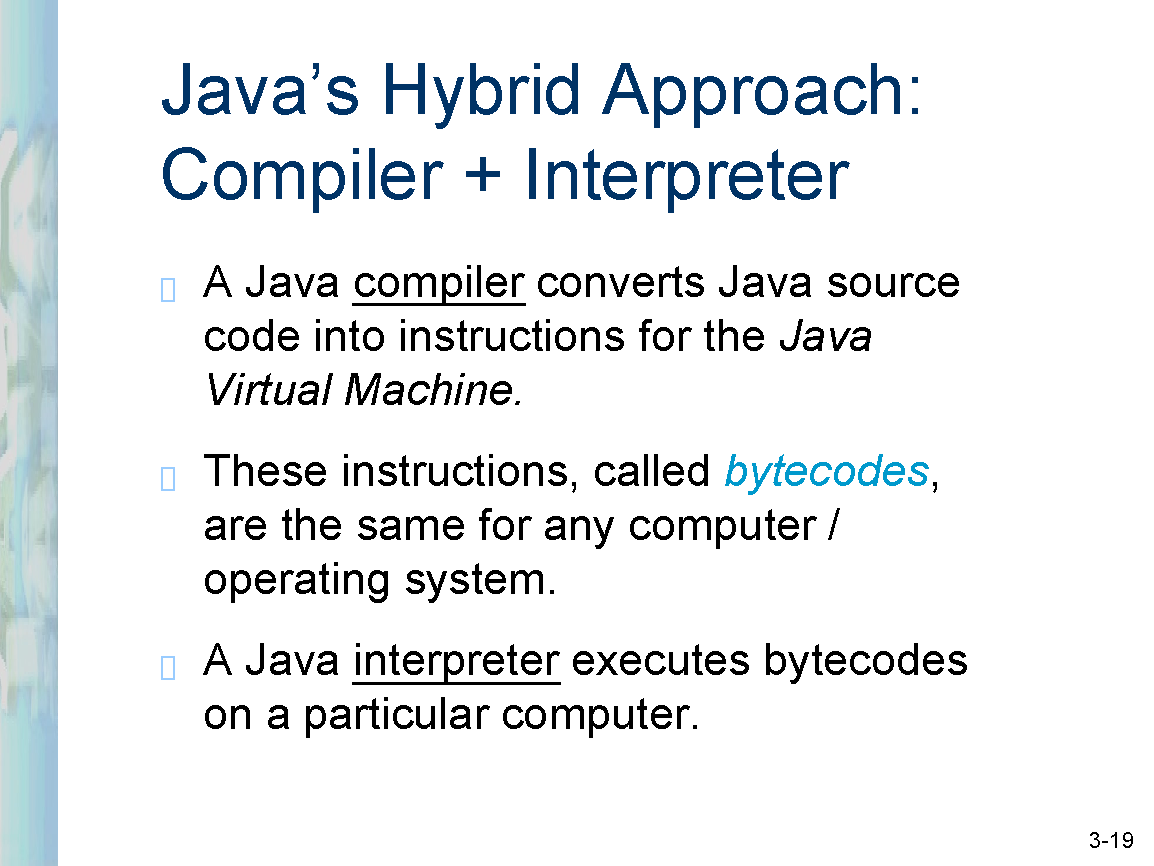 Java’s Hybrid Approach:
Compiler + Interpreter
A Java compiler converts Java source
code into instructions for the Java
Virtual Machine.
These instructions, called bytecodes,
are the same for any computer /
operating system.
A Java interpreter executes bytecodes
on a particular computer.
3-19